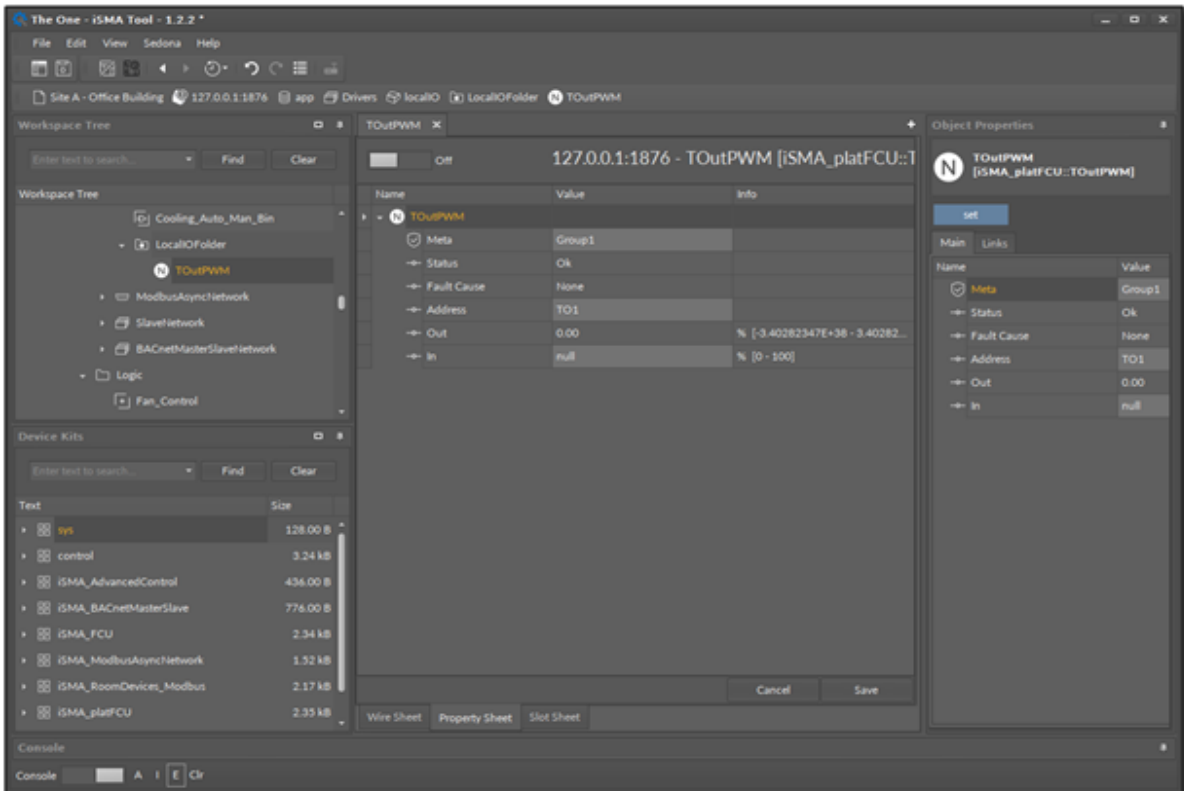 The One - iSMA Tool - 1.2.2 *
File Edit View Sedona Help
Site A - Office Building 127.0.0.1:1876 app Drivers localIO LocalIOFolder TOutPWM
Workspace Tree
Enter text to search... Find Clear
Workspace Tree
Cooling_Auto_Man_Bin
LocalIOFolder
TOutPWM
ModbusAsyncNetwork
SlaveNetwork
BACnetMasterSlaveNetwork
Logic
Fan_Control
Device Kits
Enter text to search... Find Clear
Text Size
sys 128.00 B
control 3.24 kB
iSMA_AdvancedControl 436.00 B
iSMA_BACnetMasterSlave 776.00 B
iSMA_FCU 2.34 kB
iSMA_ModbusAsyncNetwork 1.52 kB
iSMA_RoomDevices_Modbus 2.17 kB
iSMA_platFCU 2.35 kB
TOutPWM
Off 127.0.0.1:1876 - TOutPWM [iSMA_platFCU::T
Name Value Info
N TOutPWM
Meta Group1
Status Ok
Fault Cause None
Address TO1
Out 0.00 % [-3.40282347E+38 - 3.40282...
In null % [0 - 100]
Cancel Save
Wire Sheet Property Sheet Slot Sheet
Object Properties
N TOutPWM
[iSMA_platFCU::TOutPWM]
set
Main Links
Name Value
Meta Group1
Status Ok
Fault Cause None
Address TO1
Out 0.00
In null
Console
Console A I E Clr